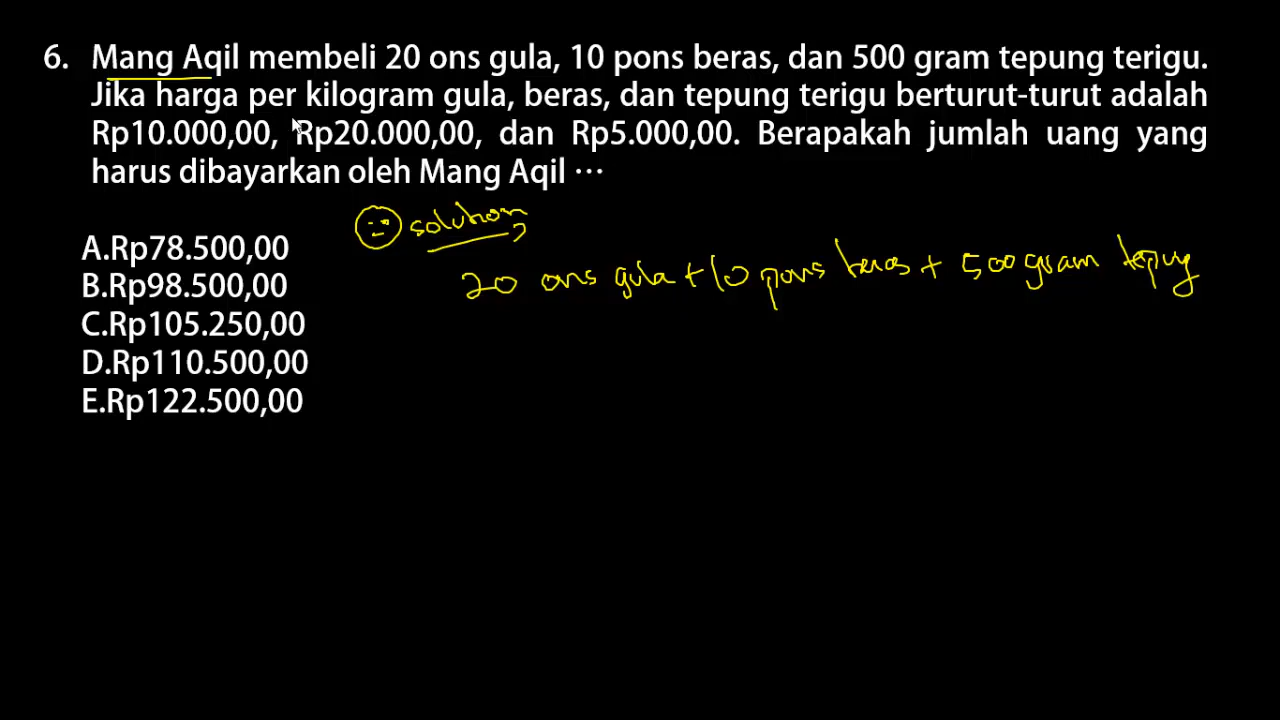 6. Mang Aqil membeli 20 ons gula, 10 pons beras, dan 500 gram tepung terigu.
Jika harga per kilogram gula, beras, dan tepung terigu berturut-turut adalah
Rp10.000,00, Rp20.000,00, dan Rp5.000,00. Berapakah jumlah uang yang
harus dibayarkan oleh Mang Aqil ⋯
solution
20 ons gula + 10 pons beras + 500 gram tepung
A.Rp78.500,00
B.Rp98.500,00
C.Rp105.250,00
D.Rp110.500,00
E.Rp122.500,00